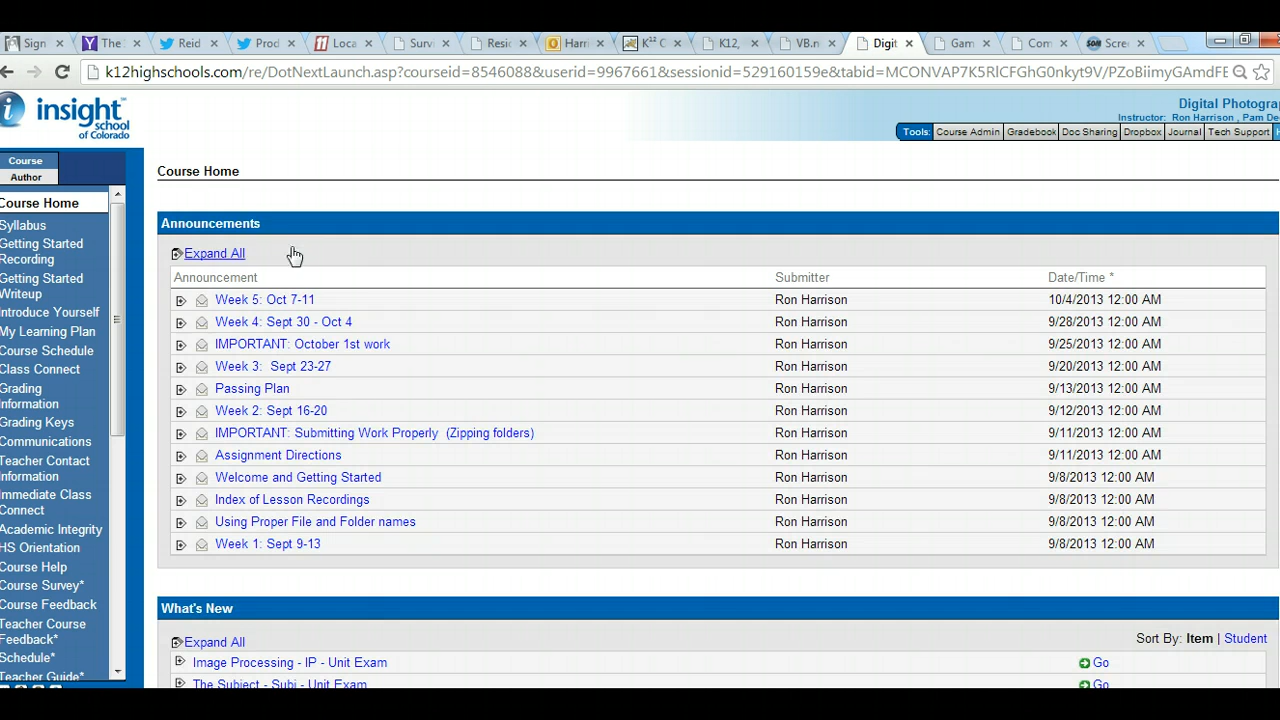 Sign
The
Reid
Prod
Loca
Surv
Resi
Harr
K¹² C
K12,
VB.n
Digit
Gam
Com
Scre
k12highschools.com/re/DotNextLaunch.asp?courseid=8546088&userid=9967661&sessionid=529160159e&tabid=
insight
school
of Colorado
Digital Photogra
Instructor: Ron Harrison , Pam De
Tools: Course Admin Gradebook Doc Sharing Dropbox Journal Tech Support
Course
Author
Course Home
Syllabus
Getting Started
Recording
Getting Started
Writeup
Introduce Yourself
My Learning Plan
Course Schedule
Class Connect
Grading
Information
Grading Keys
Communications
Teacher Contact
Information
Immediate Class
Connect
Academic Integrity
HS Orientation
Course Help
Course Survey*
Course Feedback
Teacher Course
Feedback*
Schedule*
Teacher Guide*
Course Home
Announcements
Expand All
Announcement Submitter Date/Time *
Week 5: Oct 7-11 Ron Harrison 10/4/2013 12:00 AM
Week 4: Sept 30 - Oct 4 Ron Harrison 9/28/2013 12:00 AM
IMPORTANT: October 1st work Ron Harrison 9/25/2013 12:00 AM
Week 3: Sept 23-27 Ron Harrison 9/20/2013 12:00 AM
Passing Plan Ron Harrison 9/13/2013 12:00 AM
Week 2: Sept 16-20 Ron Harrison 9/12/2013 12:00 AM
IMPORTANT: Submitting Work Properly (Zipping folders) Ron Harrison 9/11/2013 12:00 AM
Assignment Directions Ron Harrison 9/11/2013 12:00 AM
Welcome and Getting Started Ron Harrison 9/8/2013 12:00 AM
Index of Lesson Recordings Ron Harrison 9/8/2013 12:00 AM
Using Proper File and Folder names Ron Harrison 9/8/2013 12:00 AM
Week 1: Sept 9-13 Ron Harrison 9/8/2013 12:00 AM
What's New
Expand All Sort By: Item | Student
Image Processing - IP - Unit Exam Go
The Subject - Subj - Unit Exam Go